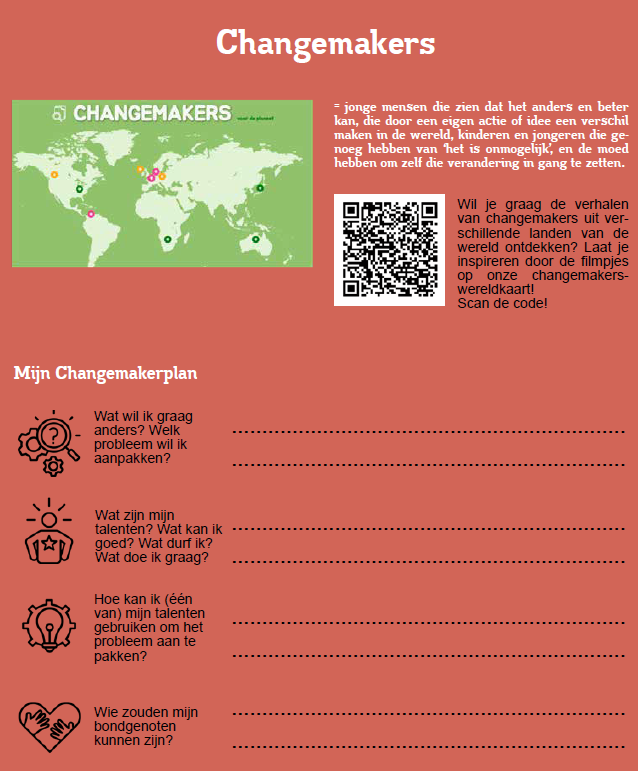 Changemakers
CHANGEMAKERS
voor de planeet
= jonge mensen die zien dat het anders en beter
kan, die door een eigen actie of idee een verschil
maken in de wereld, kinderen en jongeren die ge-
noeg hebben van 'het is onmogelijk', en de moed
hebben om zelf die verandering in gang te zetten.
Wil je graag de verhalen
van changemakers uit ver-
schillende landen van de
wereld ontdekken? Laat je
inspireren door de filmpjes
op onze changemakers-
wereldkaart!
Scan de code!
Mijn Changemakerplan
Wat wil ik graag
anders? Welk
probleem wil ik
aanpakken?
Wat zijn mijn
talenten? Wat kan ik
goed? Wat durf ik?
Wat doe ik graag?
Hoe kan ik (één
van) mijn talenten
gebruiken om het
probleem aan te
pakken?
Wie zouden mijn
bondgenoten
kunnen zijn?